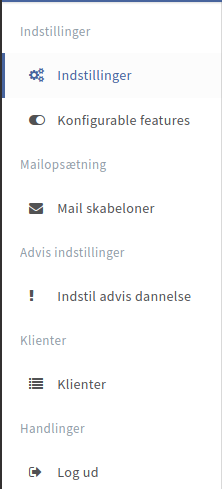 Indstillinger
Indstillinger
Konfigurable features
Mailopsætning
Mail skabeloner
Advis indstillinger
Indstil advis dannelse
Klienter
Klienter
Handlinger
Log ud